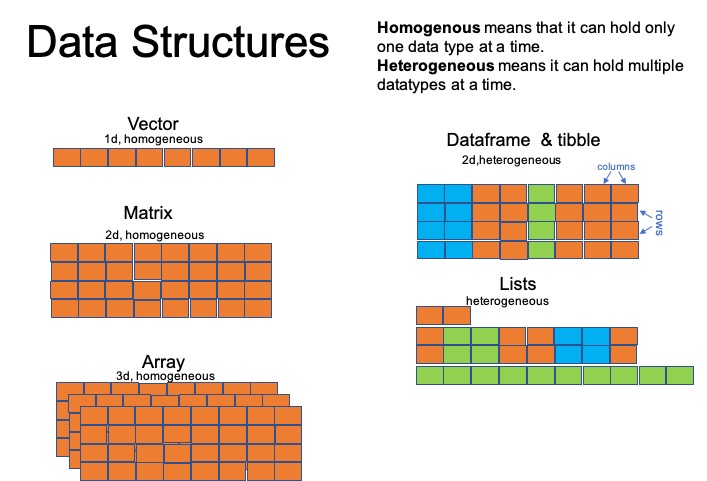 Data Structures
Homogenous means that it can hold only
one data type at a time.
Heterogeneous means it can hold multiple
datatypes at a time.
Vector
1d, homogeneous
Matrix
2d, homogeneous
Array
3d, homogeneous
Dataframe & tibble
2d,heterogeneous
columns
rows
Lists
heterogeneous